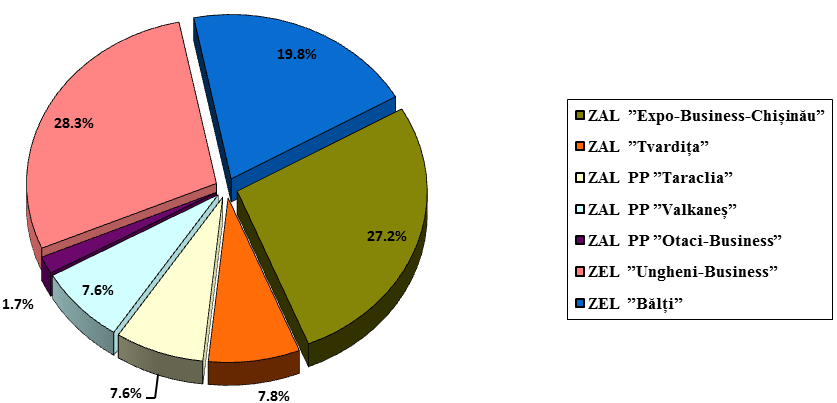 19.8%
28.3%
27.2%
7.6%
1.7%
7.6%
7.8%
ZAL ”Expo-Business-Chișinău”
ZAL ”Tvardița”
ZAL PP ”Taraclia”
ZAL PP ”Valkaneș”
ZAL PP ”Otaci-Business”
ZEL ”Ungheni-Business”
ZEL ”Bălți”